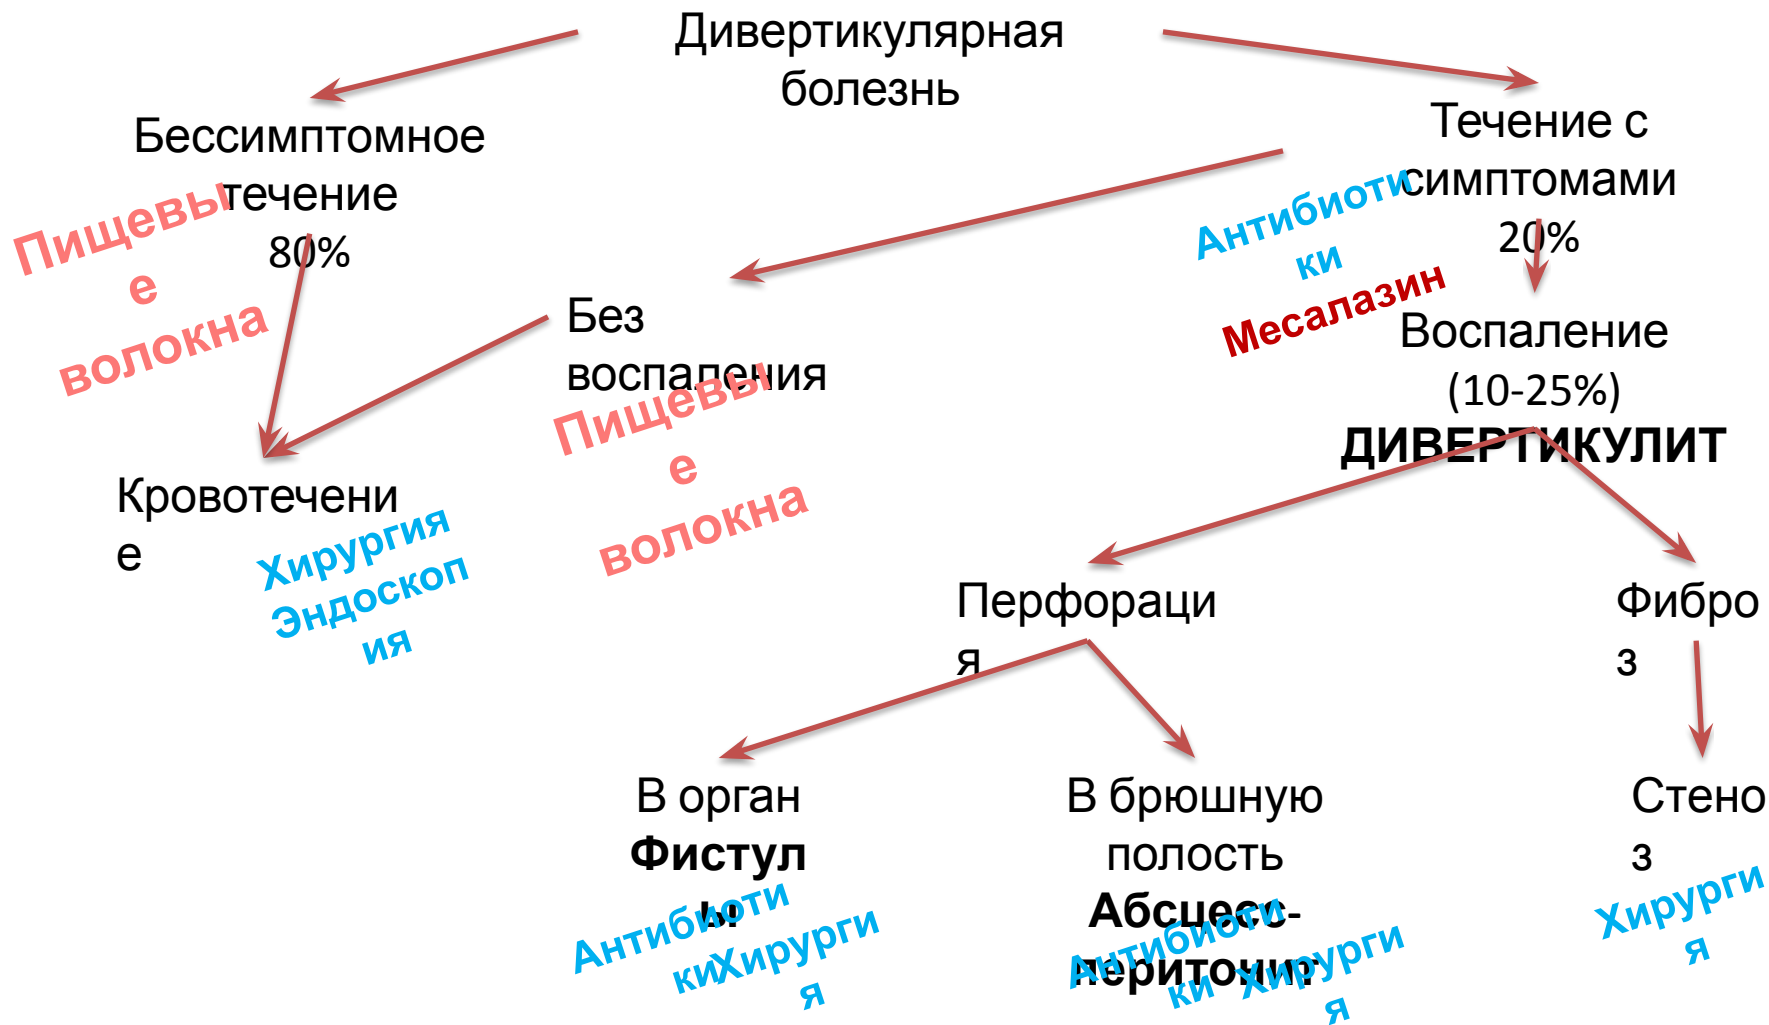 Дивертикулярная
болезнь
Бессимптомное
течение
80%
Пищевы
е
волокна
Течение с
симптомами
20%
Антибиоти
ки
Месалазин
Без
воспаления
Пищевы
е
волокна
Воспаление
(10-25%)
ДИВЕРТИКУЛИТ
Кровотечени
е
Хирургия
Эндоскоп
ия
Перфораци
я
Фибро
з
В орган
Фистул
ы
Антибиоти
ки
Хирурги
я
В брюшную
полость
Абсцесс-
перитонит
Антибиоти
ки
Хирурги
я
Стено
з
Хирурги
я